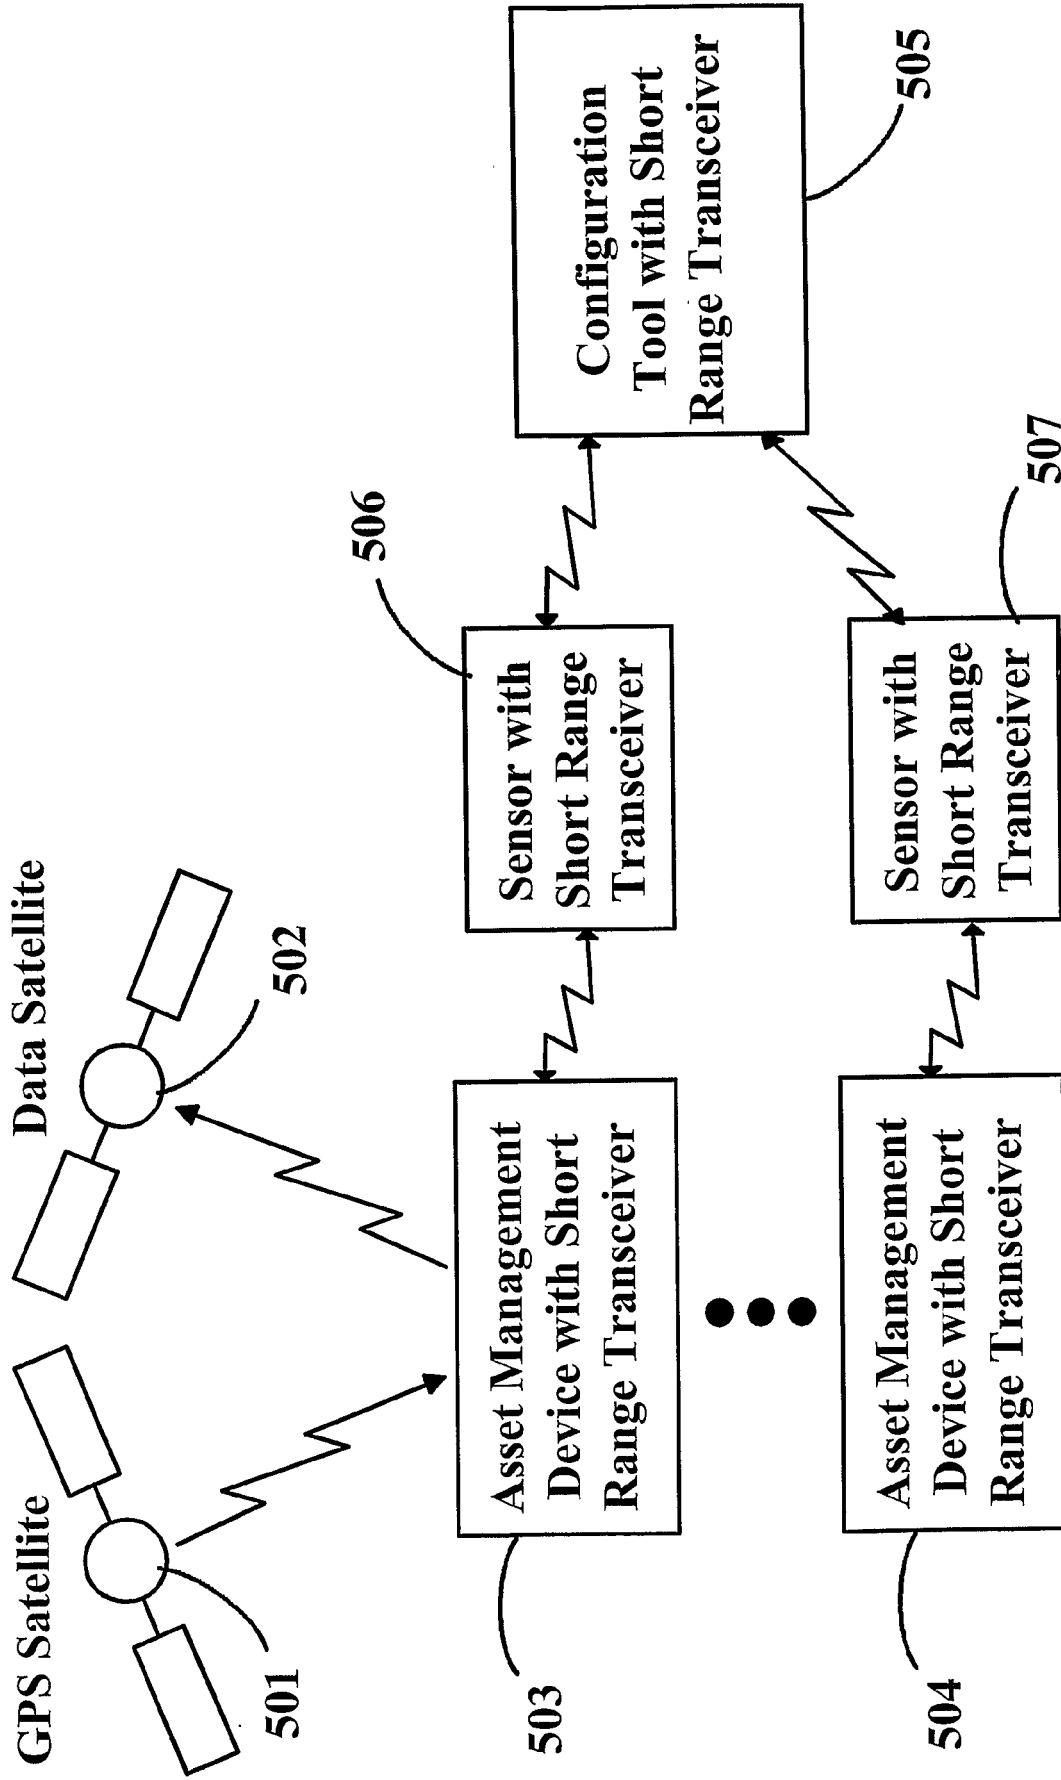 GPS Satellite
Data Satellite
501
502
503
Asset Management
Device with Short
Range Transceiver
506
Sensor with
Short Range
Transceiver
Configuration
Tool with Short
Range Transceiver
505
504
Asset Management
Device with Short
Range Transceiver
Sensor with
Short Range
Transceiver
507